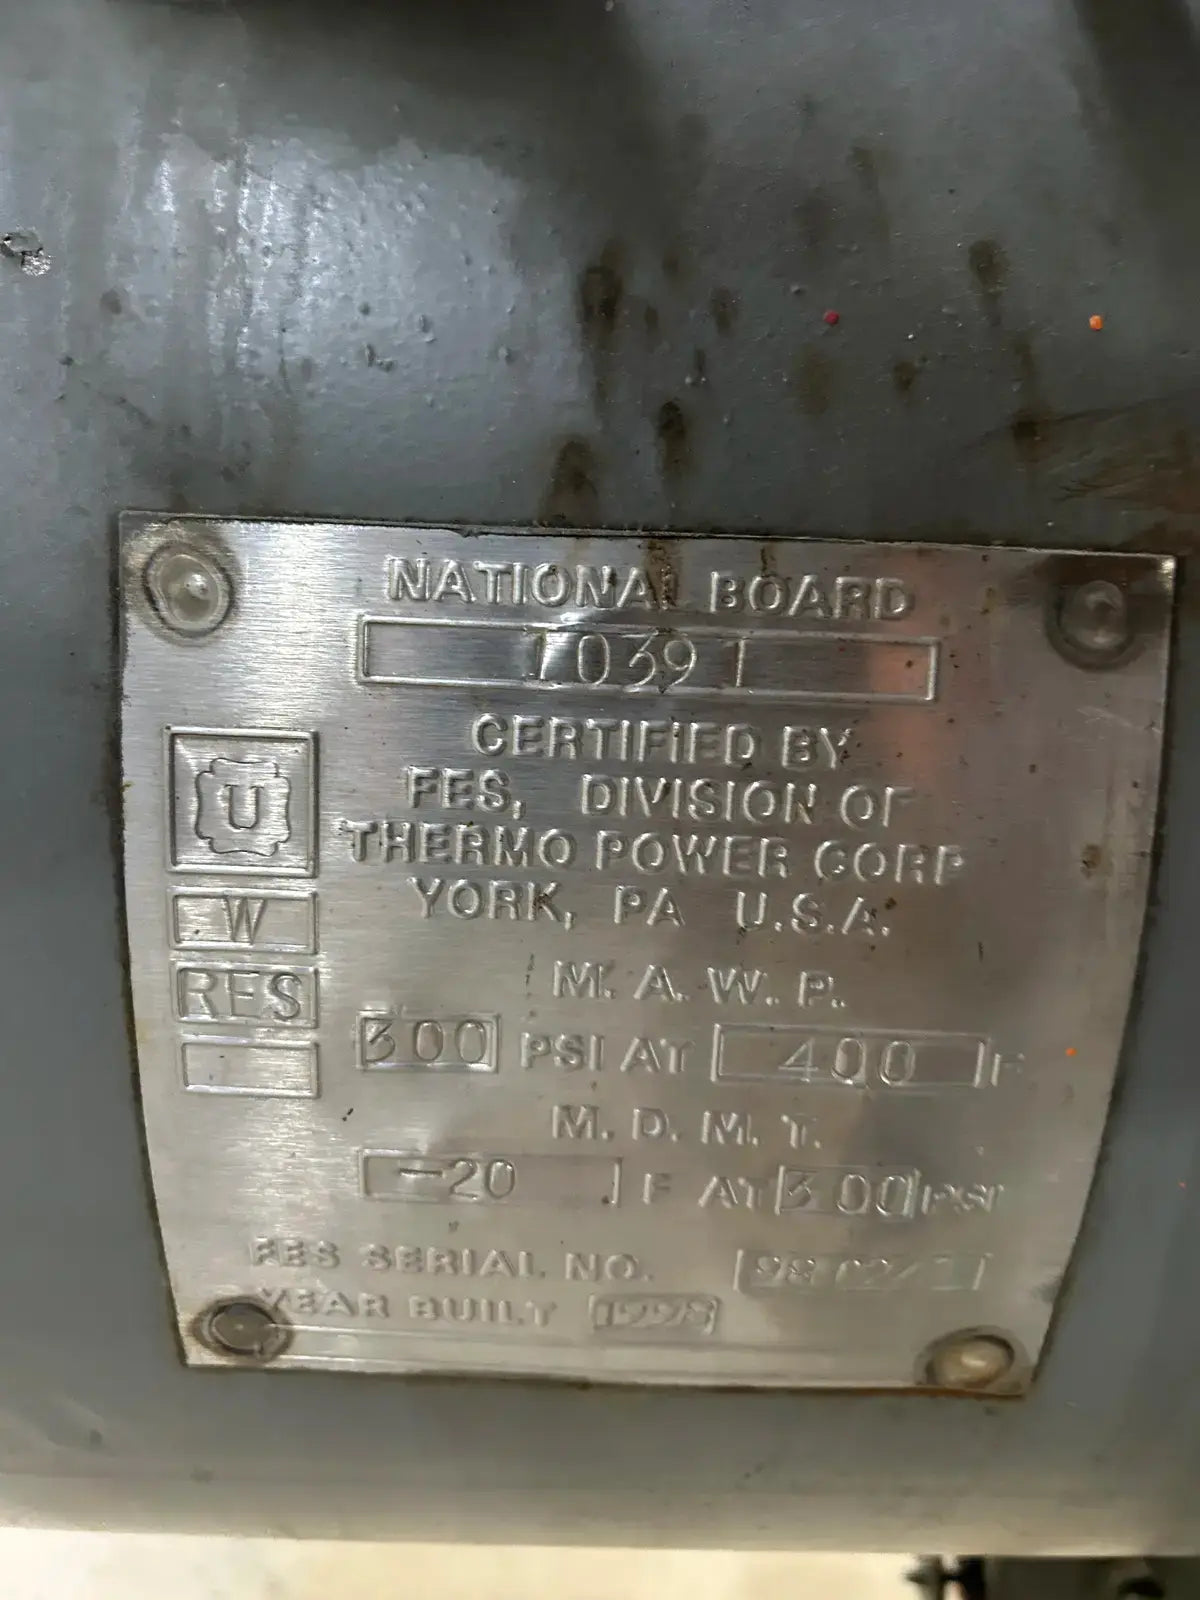 NATIONAL BOARD
10391
CERTIFIED BY
FES, DIVISION OF
THERMO POWER CORP
YORK, PA U.S.A.
U
W
RES
M. A. W. P.
300 PSI AT 400 F
M. D. M. T.
-20 F AT 300 PSI
FES SERIAL NO.
YEAR BUILT 1998